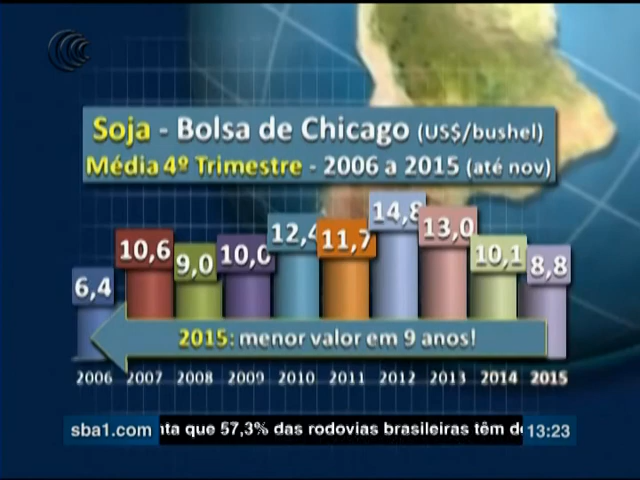 Soja - Bolsa de Chicago (US$/bushel)
Média 4º Trimestre - 2006 a 2015 (até nov)
6,4 10,6 9,0 10,0 12,4 11,7 14,8 13,0 10,1 8,8
2015: menor valor em 9 anos!
2006 2007 2008 2009 2010 2011 2012 2013 2014 2015
sba1.com nta que 57,3% das rodovias brasileiras têm de 13:23